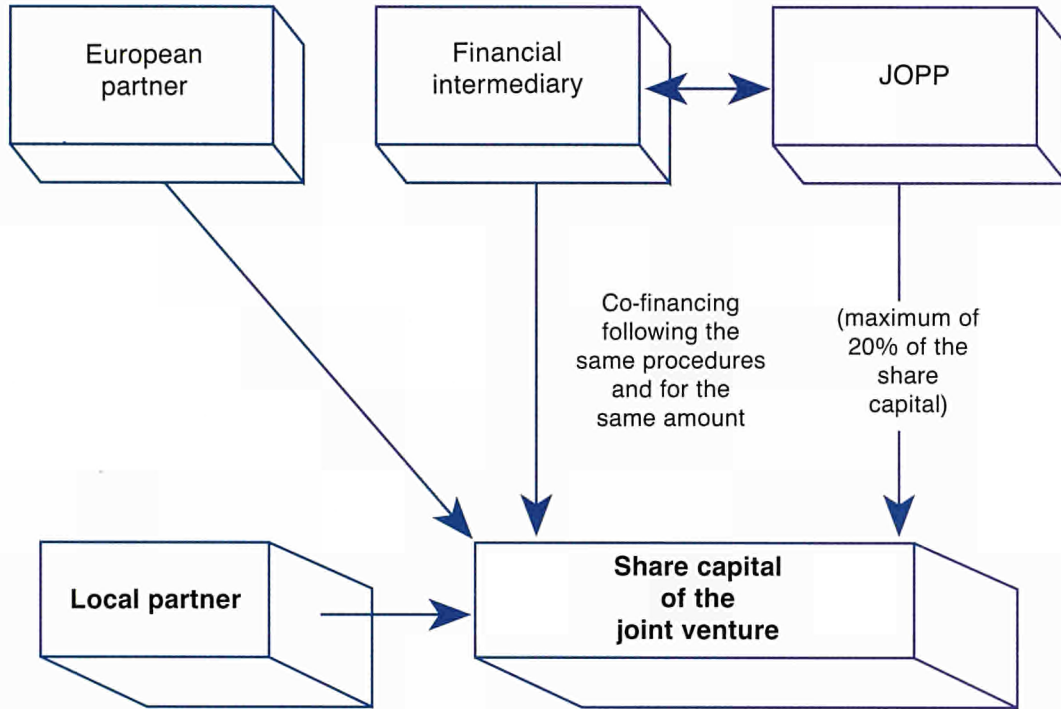 European
partner
Financial
intermediary
JOPP
Co-financing
following the
same procedures
and for the
same amount
(maximum of
20% of the
share
capital)
Local partner
Share capital
of the
joint venture